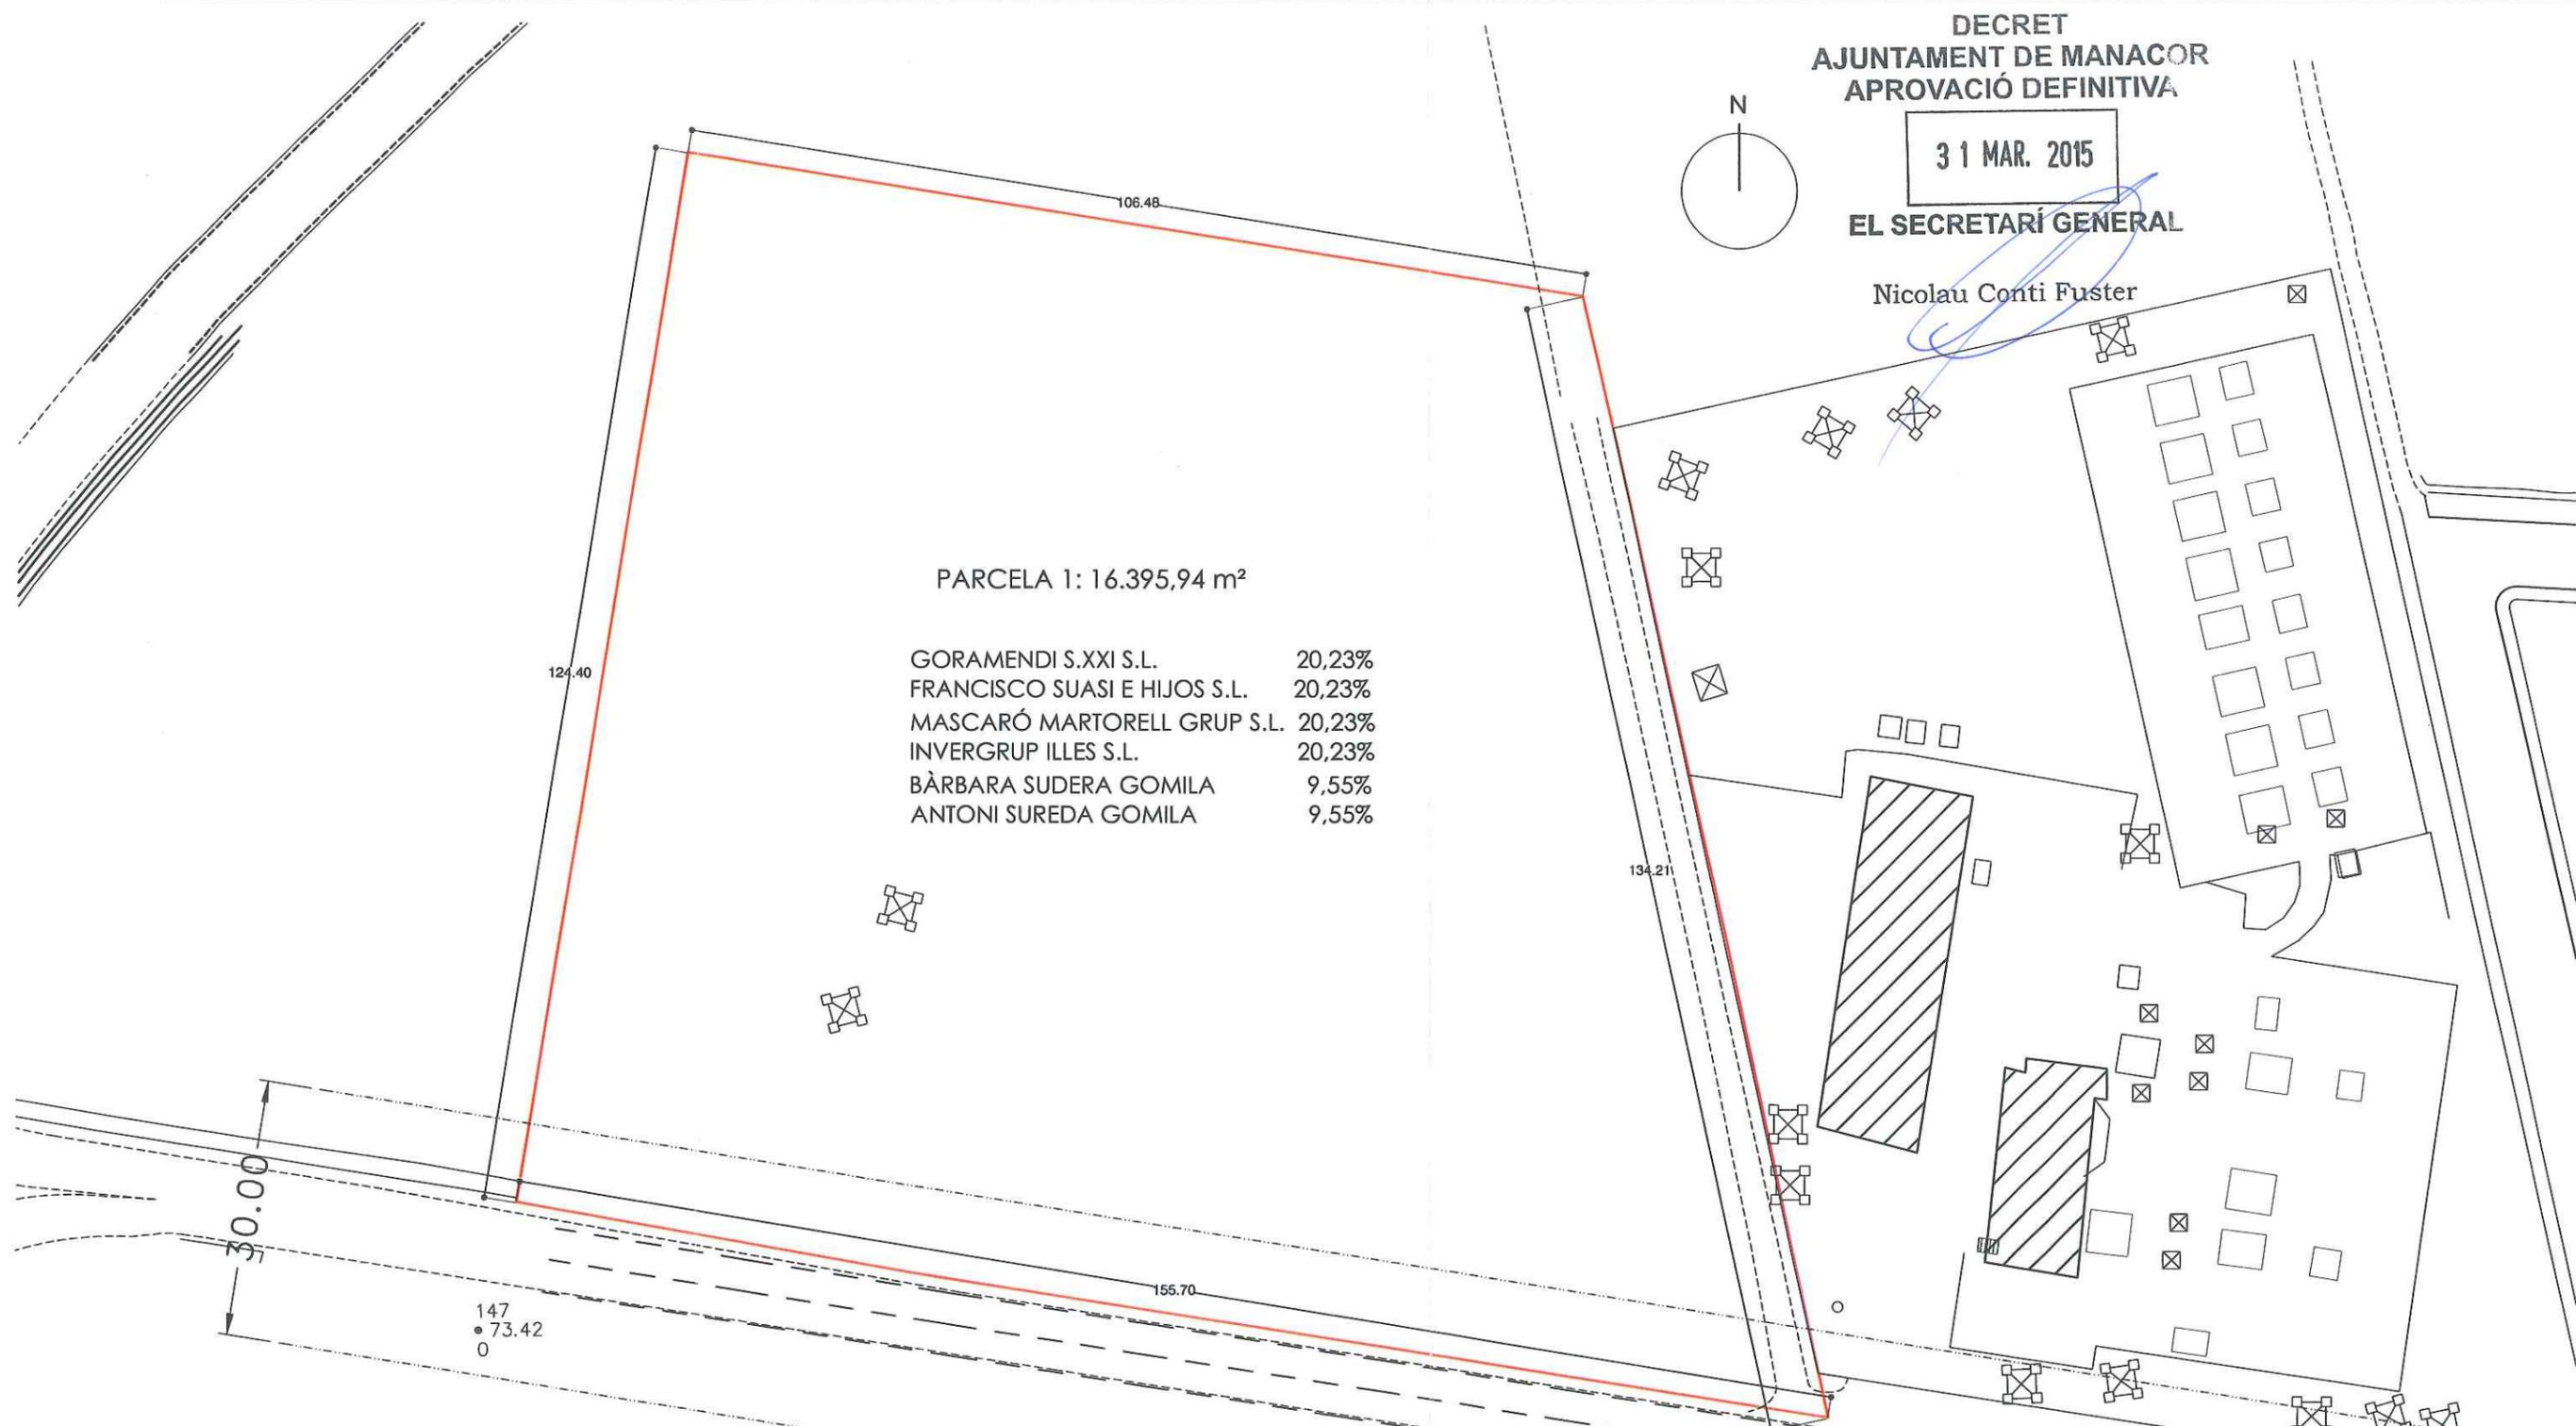 DECRET
AJUNTAMENT DE MANACOR
APROVACIÓ DEFINITIVA
N
31 MAR. 2015
EL SECRETARÍ GENERAL
Nicolau Conti Fuster
106.48
PARCELA 1: 16.395,94 m²
GORAMENDI S.XXI S.L. 20,23%
FRANCISCO SUASI E HIJOS S.L. 20,23%
MASCARÓ MARTORELL GRUP S.L. 20,23%
INVERGRUP ILLES S.L. 20,23%
BÀRBARA SUDERA GOMILA 9,55%
ANTONI SUREDA GOMILA 9,55%
124.40
134.21
30.00
155.70
147
73.42
0